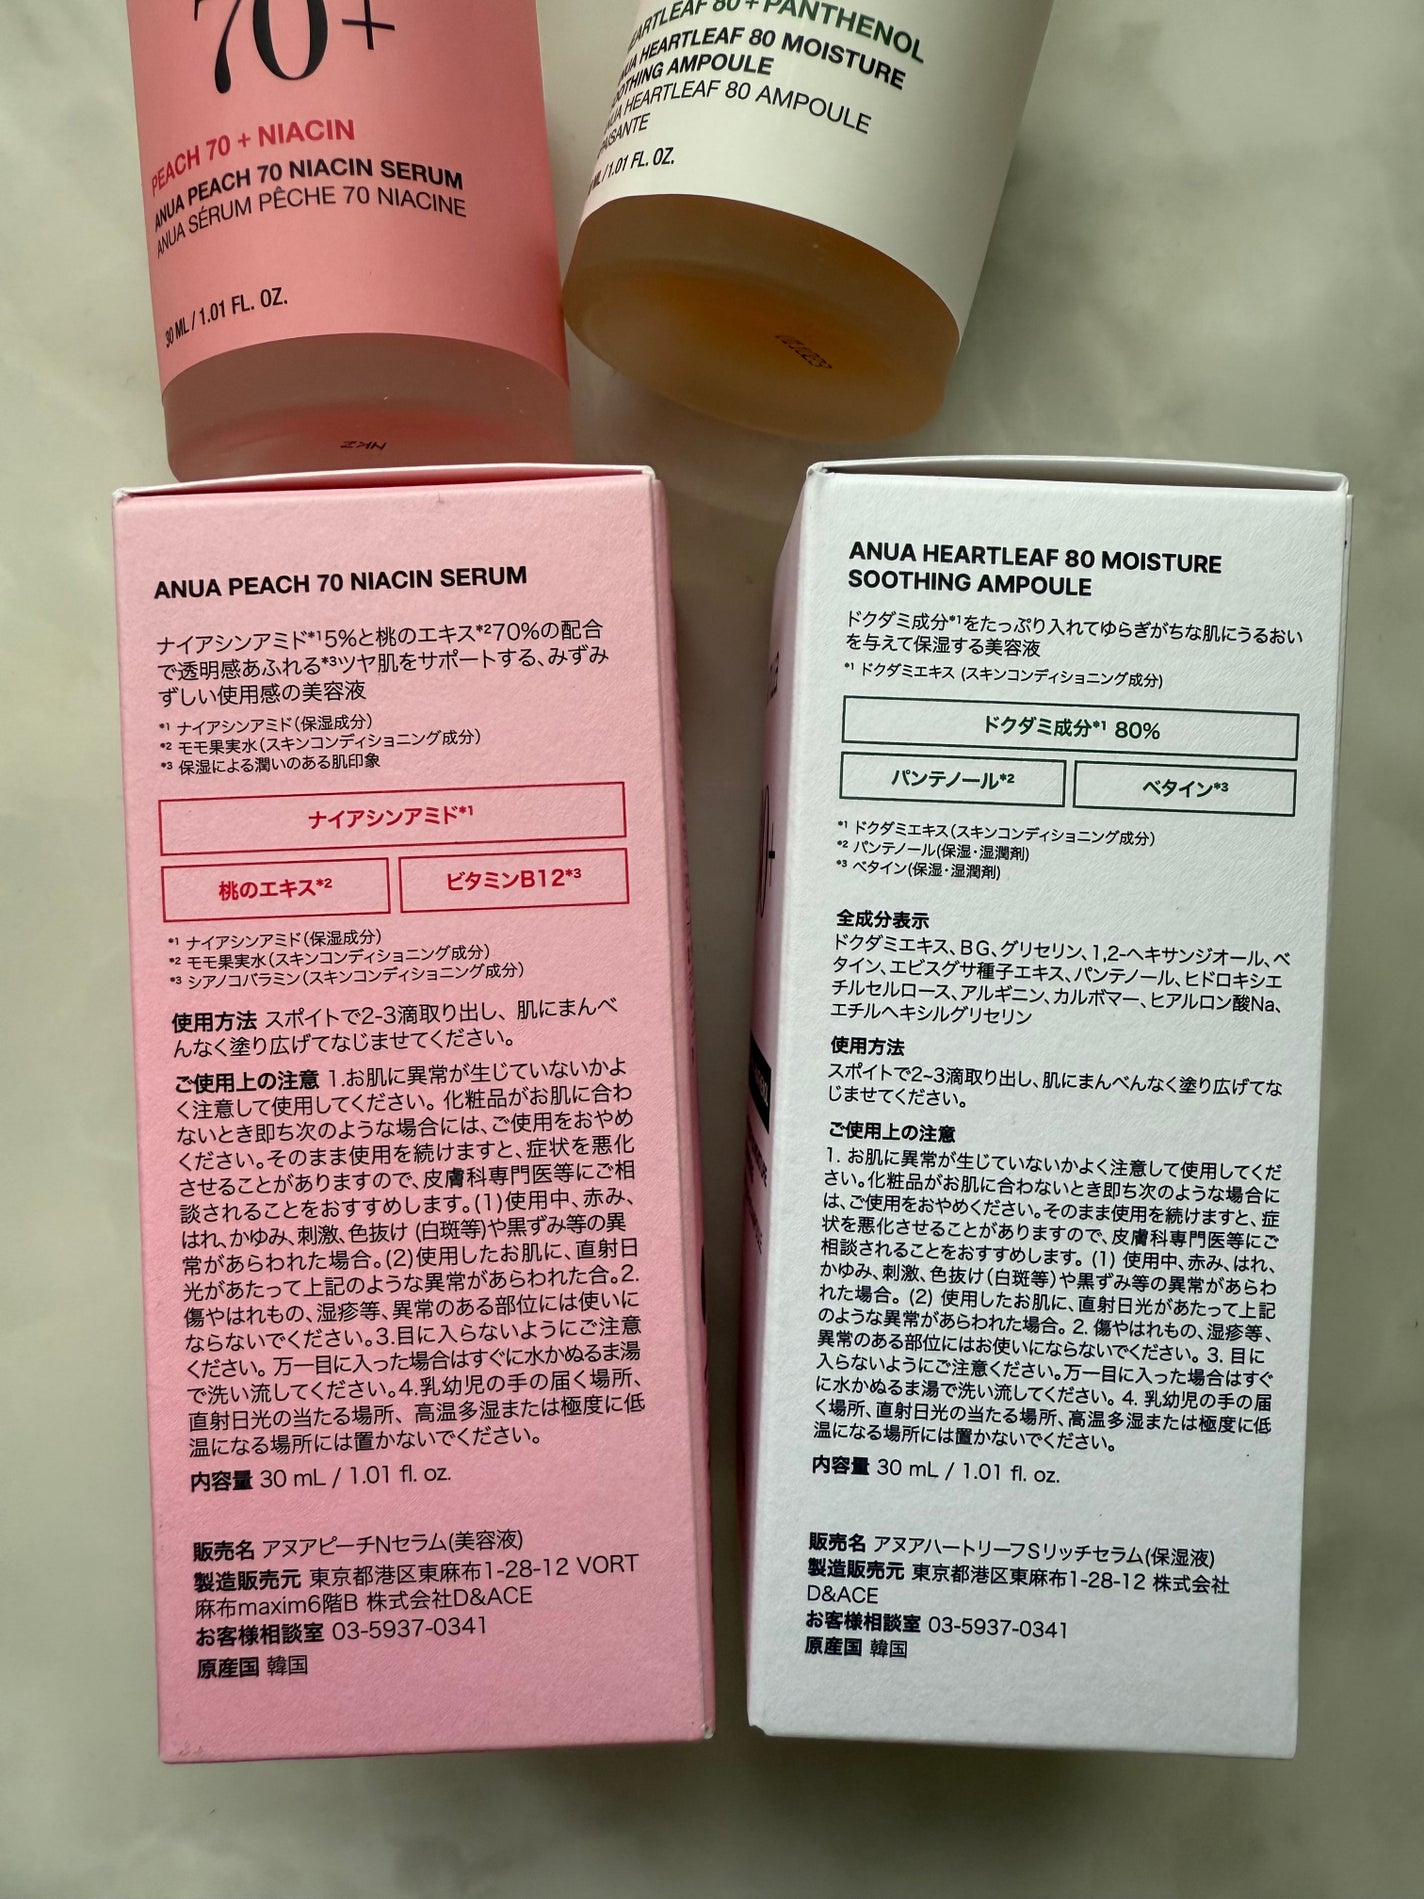 70+
PEACH 70 + NIACIN
ANUA PEACH 70 NIACIN SERUM
ANUA SÉRUM PÊCHE 70 NIACINE
30 ML / 1.01 FL. OZ.
80 + PANTHENOL
HEARTLEAF 80 MOISTURE
AMPOULE
HEARTLEAF 80 AMPOULE
1.01 FL. OZ.
ANUA PEACH 70 NIACIN SERUM
ナイアシンアミド*¹5%と桃のエキス*²70%の配合
で透明感あふれる*³ツヤ肌をサポートする、みずみ
ずしい使用感の美容液
*¹ ナイアシンアミド(保湿成分)
*² モモ果実水(スキンコンディショニング成分)
*³ 保湿による潤いのある肌印象
ナイアシンアミド*¹
桃のエキス*² ビタミンB12*³
*¹ ナイアシンアミド(保湿成分)
*² モモ果実水(スキンコンディショニング成分)
*³ シアノコバラミン(スキンコンディショニング成分)
使用方法 スポイトで2-3滴取り出し、肌にまんべ
んなく塗り広げてなじませてください。
ご使用上の注意 1.お肌に異常が生じていないかよ
く注意して使用してください。化粧品がお肌に合わ
ないとき即ち次のような場合には、ご使用をおやめ
ください。そのまま使用を続けますと、症状を悪化
させることがありますので、皮膚科専門医等にご相
談されることをおすすめします。(1)使用中、赤み、
はれ、かゆみ、刺激、色抜け (白斑等)や黒ずみ等の異
常があらわれた場合。(2)使用したお肌に、直射日
光があたって上記のような異常があらわれた合。2.
傷やはれもの、湿疹等、異常のある部位には使いに
ならないでください。3.目に入らないようにご注意
ください。万一目に入った場合はすぐに水かぬるま湯
で洗い流してください。4.乳幼児の手の届く場所、
直射日光の当たる場所、高温多湿または極度に低
温になる場所には置かないでください。
内容量 30 mL / 1.01 fl. oz.
販売名 アヌアピーチNセラム(美容液)
製造販売元 東京都港区東麻布1-28-12 VORT
麻布maxim6階B 株式会社D&ACE
お客様相談室 03-5937-0341
原産国 韓国
ANUA HEARTLEAF 80 MOISTURE
SOOTHING AMPOULE
ドクダミ成分*¹をたっぷり入れてゆらぎがちな肌にうるおい
を与えて保湿する美容液
*¹ ドクダミエキス (スキンコンディショニング成分)
ドクダミ成分*¹ 80%
パンテノール*² ベタイン*³
*¹ ドクダミエキス(スキンコンディショニング成分)
*² パンテノール(保湿・湿潤剤)
*³ ベタイン(保湿・湿潤剤)
全成分表示
ドクダミエキス、BG、グリセリン、1,2-ヘキサンジオール、ベ
タイン、エビスグサ種子エキス、パンテノール、ヒドロキシエ
チルセルロース、アルギニン、カルボマー、ヒアルロン酸Na、
エチルヘキシルグリセリン
使用方法
スポイトで2~3滴取り出し、肌にまんべんなく塗り広げてな
じませてください。
ご使用上の注意
1. お肌に異常が生じていないかよく注意して使用してくだ
さい。化粧品がお肌に合わないとき即ち次のような場合に
は、ご使用をおやめください。そのまま使用を続けますと、症
状を悪化させることがありますので、皮膚科専門医等にご
相談されることをおすすめします。(1) 使用中、赤み、はれ、
かゆみ、刺激、色抜け(白斑等)や黒ずみ等の異常があらわ
れた場合。(2) 使用したお肌に、直射日光があたって上記
のような異常があらわれた場合。2. 傷やはれもの、湿疹等、
異常のある部位にはお使いにならないでください。3. 目に
入らないようにご注意ください。万一目に入った場合はすぐ
に水かぬるま湯で洗い流してください。4. 乳幼児の手の届
く場所、直射日光の当たる場所、高温多湿または極度に低
温になる場所には置かないでください。
内容量 30 mL / 1.01 fl. oz.
販売名 アヌアハートリーフSリッチセラム(保湿液)
製造販売元 東京都港区東麻布1-28-12 株式会社
D&ACE
お客様相談室 03-5937-0341
原産国 韓国